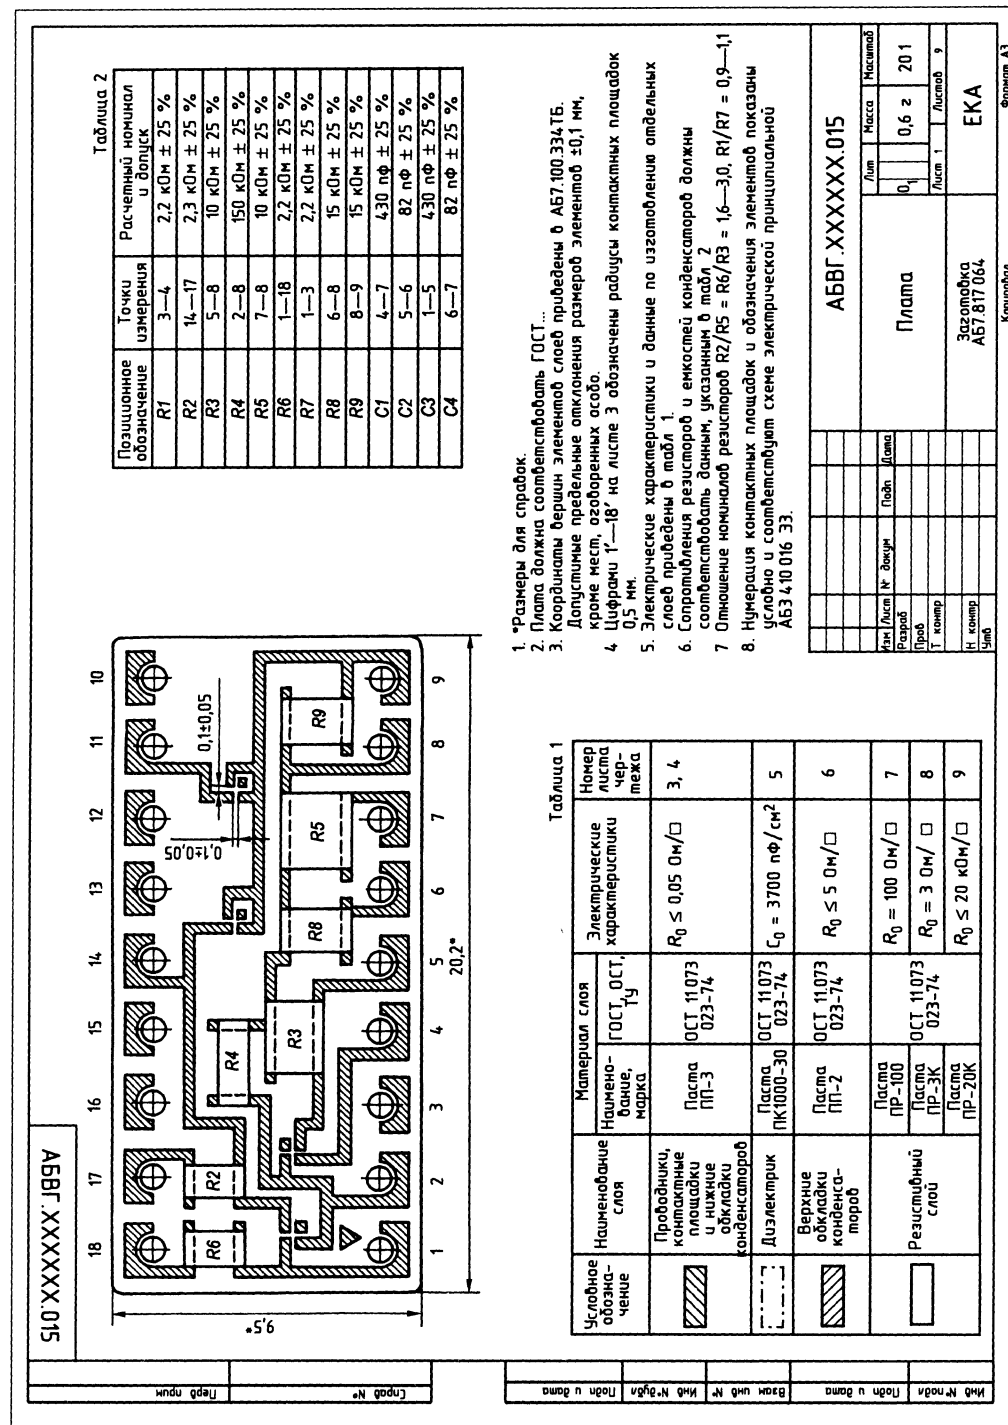 АБВГ.XXXXXX.015
18
17
16
15
14
13
12
11
10
0,1±0,05
0,1±0,05
R6
R2
R4
R3
R8
R5
R9
1
2
3
4
5
6
7
8
9
20,2*
9,5*
Таблица 2
Позиционное обозначение
Точки измерения
Расчетный номинал и допуск
R1 3—4 2,2 кОм ± 25 %
R2 14—17 2,3 кОм ± 25 %
R3 5—8 10 кОм ± 25 %
R4 2—8 150 кОм ± 25 %
R5 7—8 10 кОм ± 25 %
R6 1—18 2,2 кОм ± 25 %
R7 1—3 2,2 кОм ± 25 %
R8 6—8 15 кОм ± 25 %
R9 8—9 15 кОм ± 25 %
C1 4—7 430 пФ ± 25 %
C2 5—6 82 пФ ± 25 %
C3 1—5 430 пФ ± 25 %
C4 6—7 82 пФ ± 25 %
1. *Размеры для справок.
2. Плата должна соответствовать ГОСТ...
3. Координаты вершин элементов слоев приведены в АБ7.100.334ТБ.
Допустимые предельные отклонения размеров элементов ±0,1 мм,
кроме мест, оговоренных особо.
4 Цифрами 1′—18′ на листе 3 обозначены радиусы контактных площадок
0,5 мм.
5. Электрические характеристики и данные по изготовлению отдельных
слоев приведены в табл 1.
6. Сопротивления резисторов и емкостей конденсаторов должны
соответствовать данным, указанным в табл 2
7 Отношение номиналов резисторов R2/R5 = R6/R3 = 1,6—3,0, R1/R7 = 0,9—1,1
8. Нумерация контактных площадок и обозначения элементов показаны
условно и соответствуют схеме электрической принципиальной
АБ3 410 016 Э3.
Таблица 1
Условное обозна-
чение
Наименование
слоя
Материал слоя
Наимено-
вание,
марка
ГОСТ, ОСТ,
ТУ
Электрические
характеристики
Номер
листа
чер-
тежа
Проводники,
контактные
площадки
и нижние
обкладки
конденсаторов
Паста
ПП-3
ОСТ 11073
023-74
R0 ≤ 0,05 Ом/□
3, 4
Диэлектрик
Паста
ПК1000-30
ОСТ 11073
023-74
C0 = 3700 пФ/см²
5
Верхние
обкладки
конденса-
торов
Паста
ПП-2
ОСТ 11073
023-74
R0 ≤ 5 Ом/□
6
Резистивный
слой
Паста
ПР-100
R0 = 100 Ом/□
7
Паста
ПР-3К
ОСТ 11073
023-74
R0 = 3 Ом/ □
8
Паста
ПР-20К
R0 ≤ 20 кОм/□
9
АБВГ.XXXXXX.015
Изм Лист № докум Подп Дата
Разраб
Пров
Т контр
Н контр
Утв
Плата
Лит Масса Масштаб
О1 0,6 г 20 1
Лист 1 Листов 9
Заготовка
АБ7.817 064
ЕКА
Копировал
Формат А3
Перв прим
Справ №
Подп и дата
Инв № дубл
Взам инв №
Подп и дата
Инв № подл